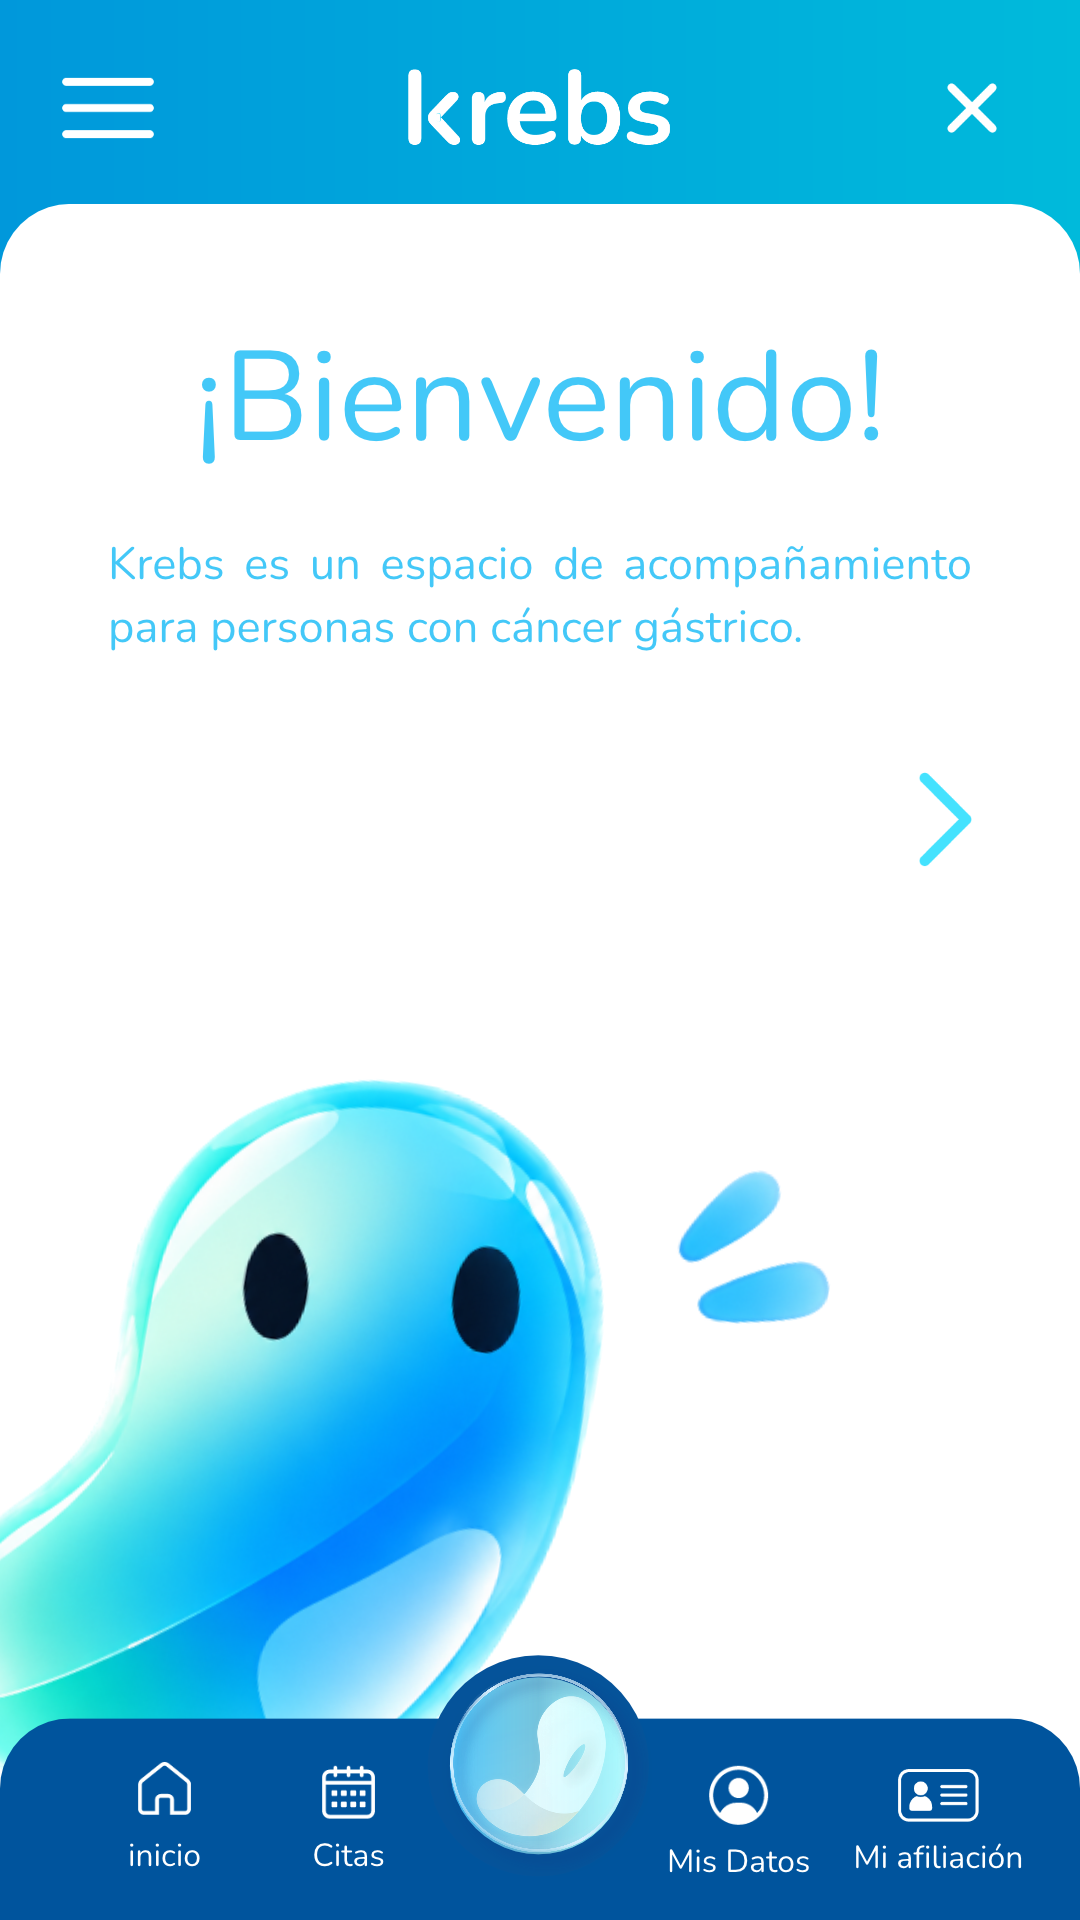 krebs
¡Bienvenido!
Krebs es un espacio de acompañamiento
para personas con cáncer gástrico.
inicio
Citas
Mis Datos
Mi afiliación